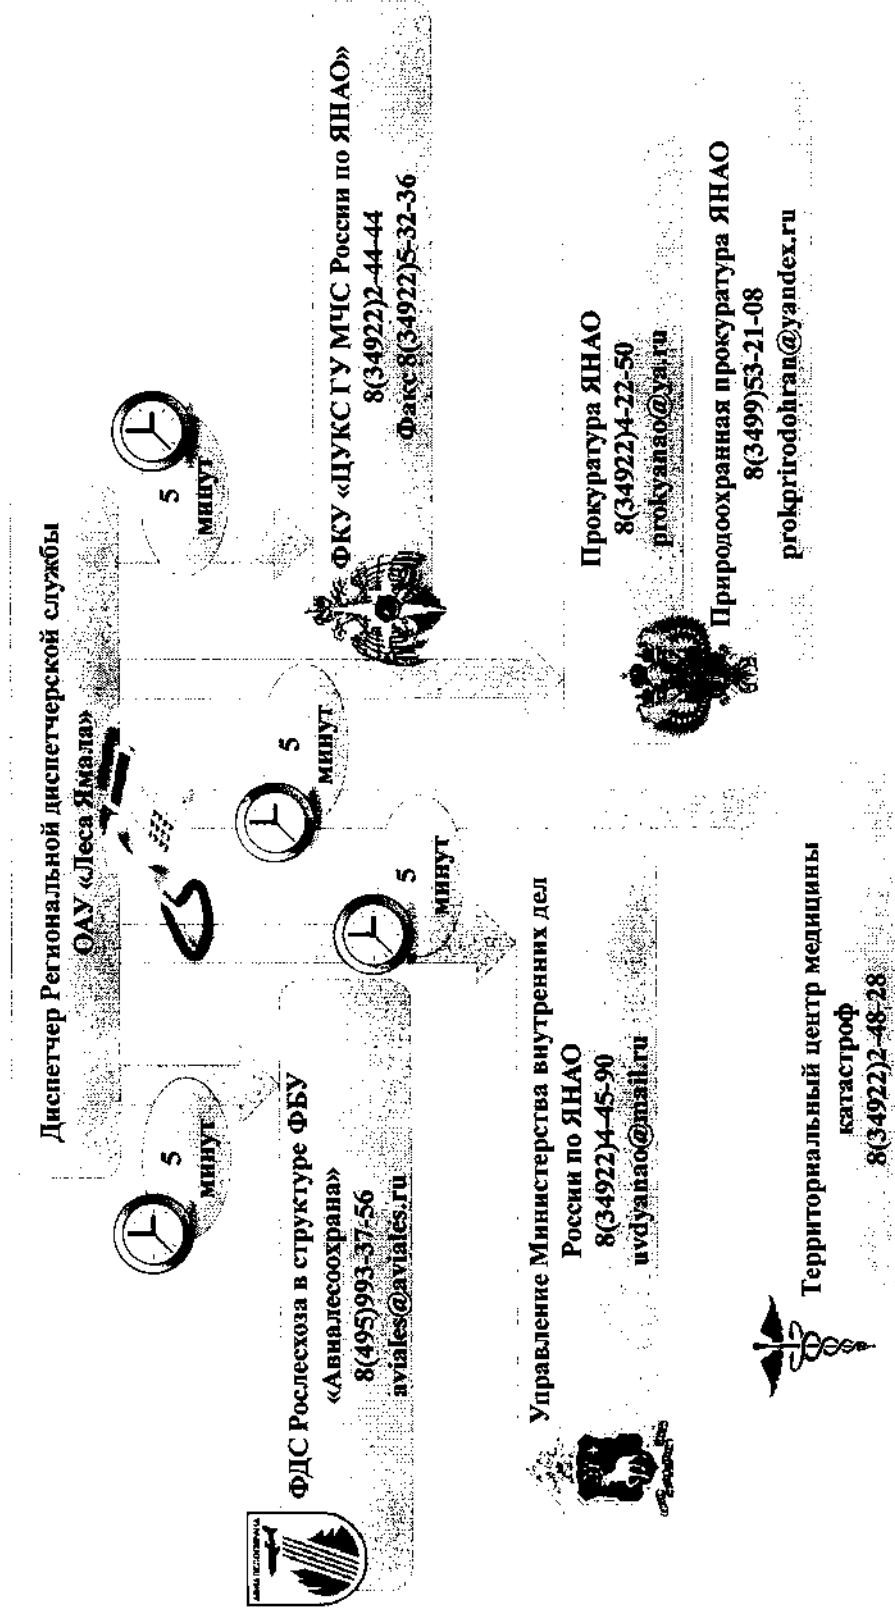 Диспетчер Региональной диспетчерской службы
ОАУ «Леса Ямала»
5
минут
5
минут
5
минут
5
минут
ФДС Рослесхоза в структуре ФБУ
«Авиалесоохрана»
8(495)993-37-56
aviales@aviales.ru
ФКУ «ЦУКС ГУ МЧС России по ЯНАО»
8(34922)2-44-44
Факс 8(34922)5-32-36
Управление Министерства внутренних дел
России по ЯНАО
8(34922)4-45-90
uvdyanao@mail.ru
Прокуратура ЯНАО
8(34922)4-22-50
prokyanao@ya.ru
Природоохранная прокуратура ЯНАО
8(3499)53-21-08
prokprirodohran@yandex.ru
Территориальный центр медицины
катастроф
8(34922)2-48-28